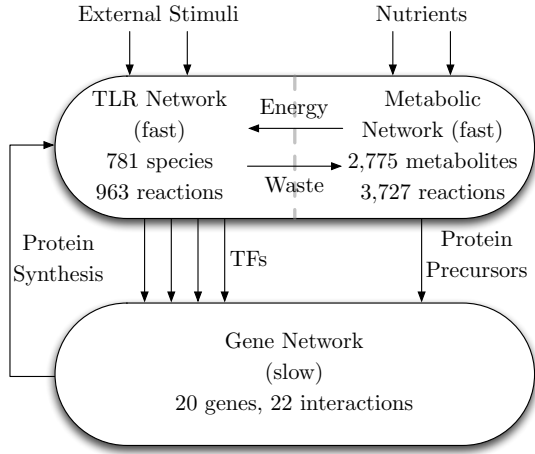 External Stimuli
Nutrients
TLR Network
(fast)
781 species
963 reactions
Energy
Waste
Metabolic
Network (fast)
2,775 metabolites
3,727 reactions
Protein
Synthesis
TFs
Protein
Precursors
Gene Network
(slow)
20 genes, 22 interactions